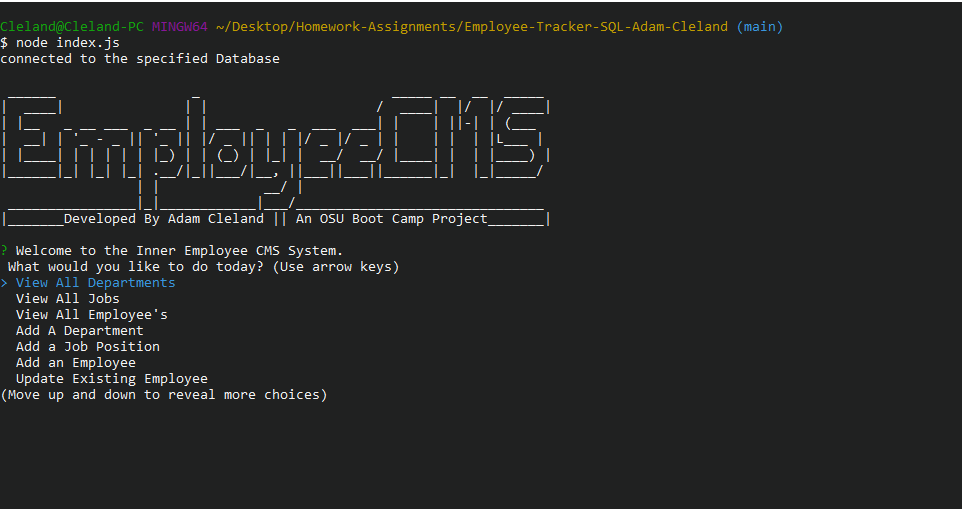 Cleland@Cleland-PC MINGW64 ~/Desktop/Homework-Assignments/Employee-Tracker-SQL-Adam-Cleland (main)
$ node index.js
connected to the specified Database
EmployeeCMS
|_______Developed By Adam Cleland || An OSU Boot Camp Project_______|
? Welcome to the Inner Employee CMS System.
What would you like to do today? (Use arrow keys)
> View All Departments
View All Jobs
View All Employee's
Add A Department
Add a Job Position
Add an Employee
Update Existing Employee
(Move up and down to reveal more choices)